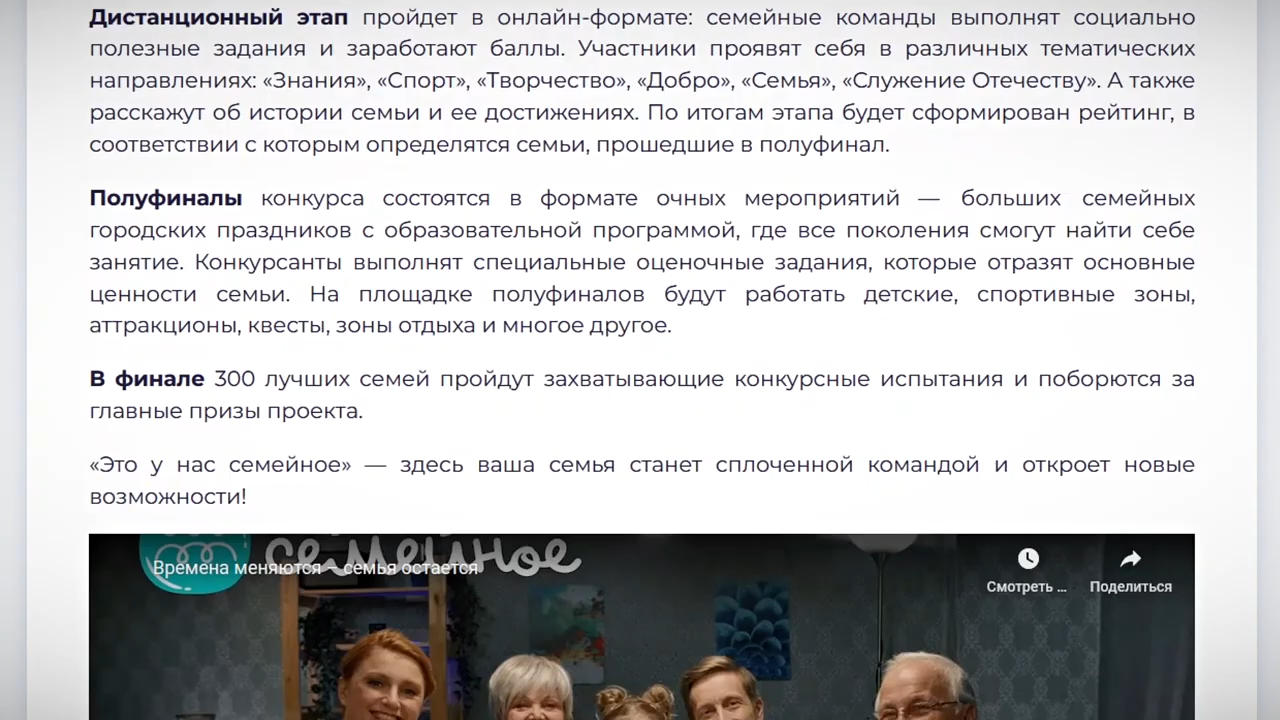 Дистанционный этап пройдет в онлайн-формате: семейные команды выполнят социально
полезные задания и заработают баллы. Участники проявят себя в различных тематических
направлениях: «Знания», «Спорт», «Творчество», «Добро», «Семья», «Служение Отечеству». А также
расскажут об истории семьи и ее достижениях. По итогам этапа будет сформирован рейтинг, в
соответствии с которым определятся семьи, прошедшие в полуфинал.
Полуфиналы конкурса состоятся в формате очных мероприятий — больших семейных
городских праздников с образовательной программой, где все поколения смогут найти себе
занятие. Конкурсанты выполнят специальные оценочные задания, которые отразят основные
ценности семьи. На площадке полуфиналов будут работать детские, спортивные зоны,
аттракционы, квесты, зоны отдыха и многое другое.
В финале 300 лучших семей пройдут захватывающие конкурсные испытания и поборются за
главные призы проекта.
«Это у нас семейное» — здесь ваша семья станет сплоченной командой и откроет новые
возможности!
семейное
Времена меняются – семья остается
Смотреть ...
Поделиться